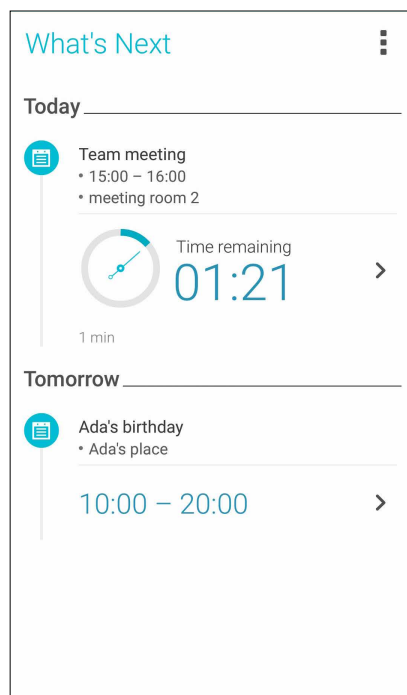 What's Next
Today
Team meeting
• 15:00 – 16:00
• meeting room 2
Time remaining
01:21
1 min
Tomorrow
Ada's birthday
• Ada's place
10:00 – 20:00